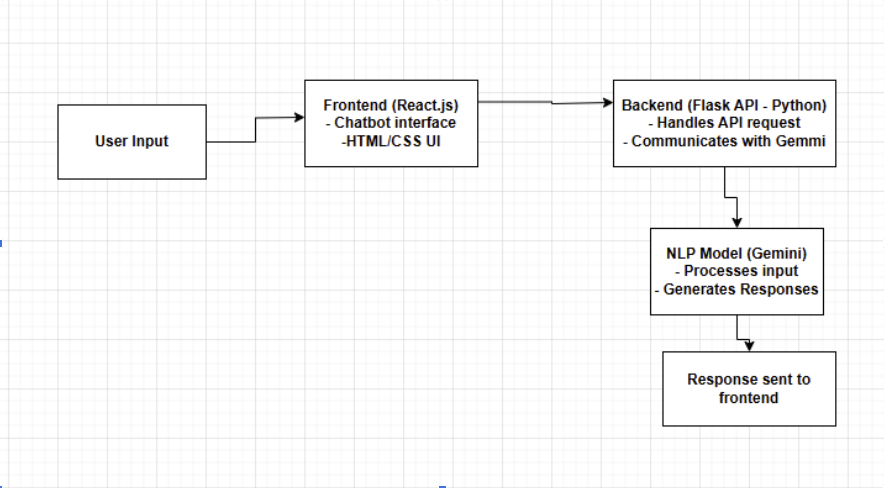 User Input
Frontend (React.js)
- Chatbot interface
-HTML/CSS UI
Backend (Flask API - Python)
- Handles API request
- Communicates with Gemmi
NLP Model (Gemini)
- Processes input
- Generates Responses
Response sent to
frontend